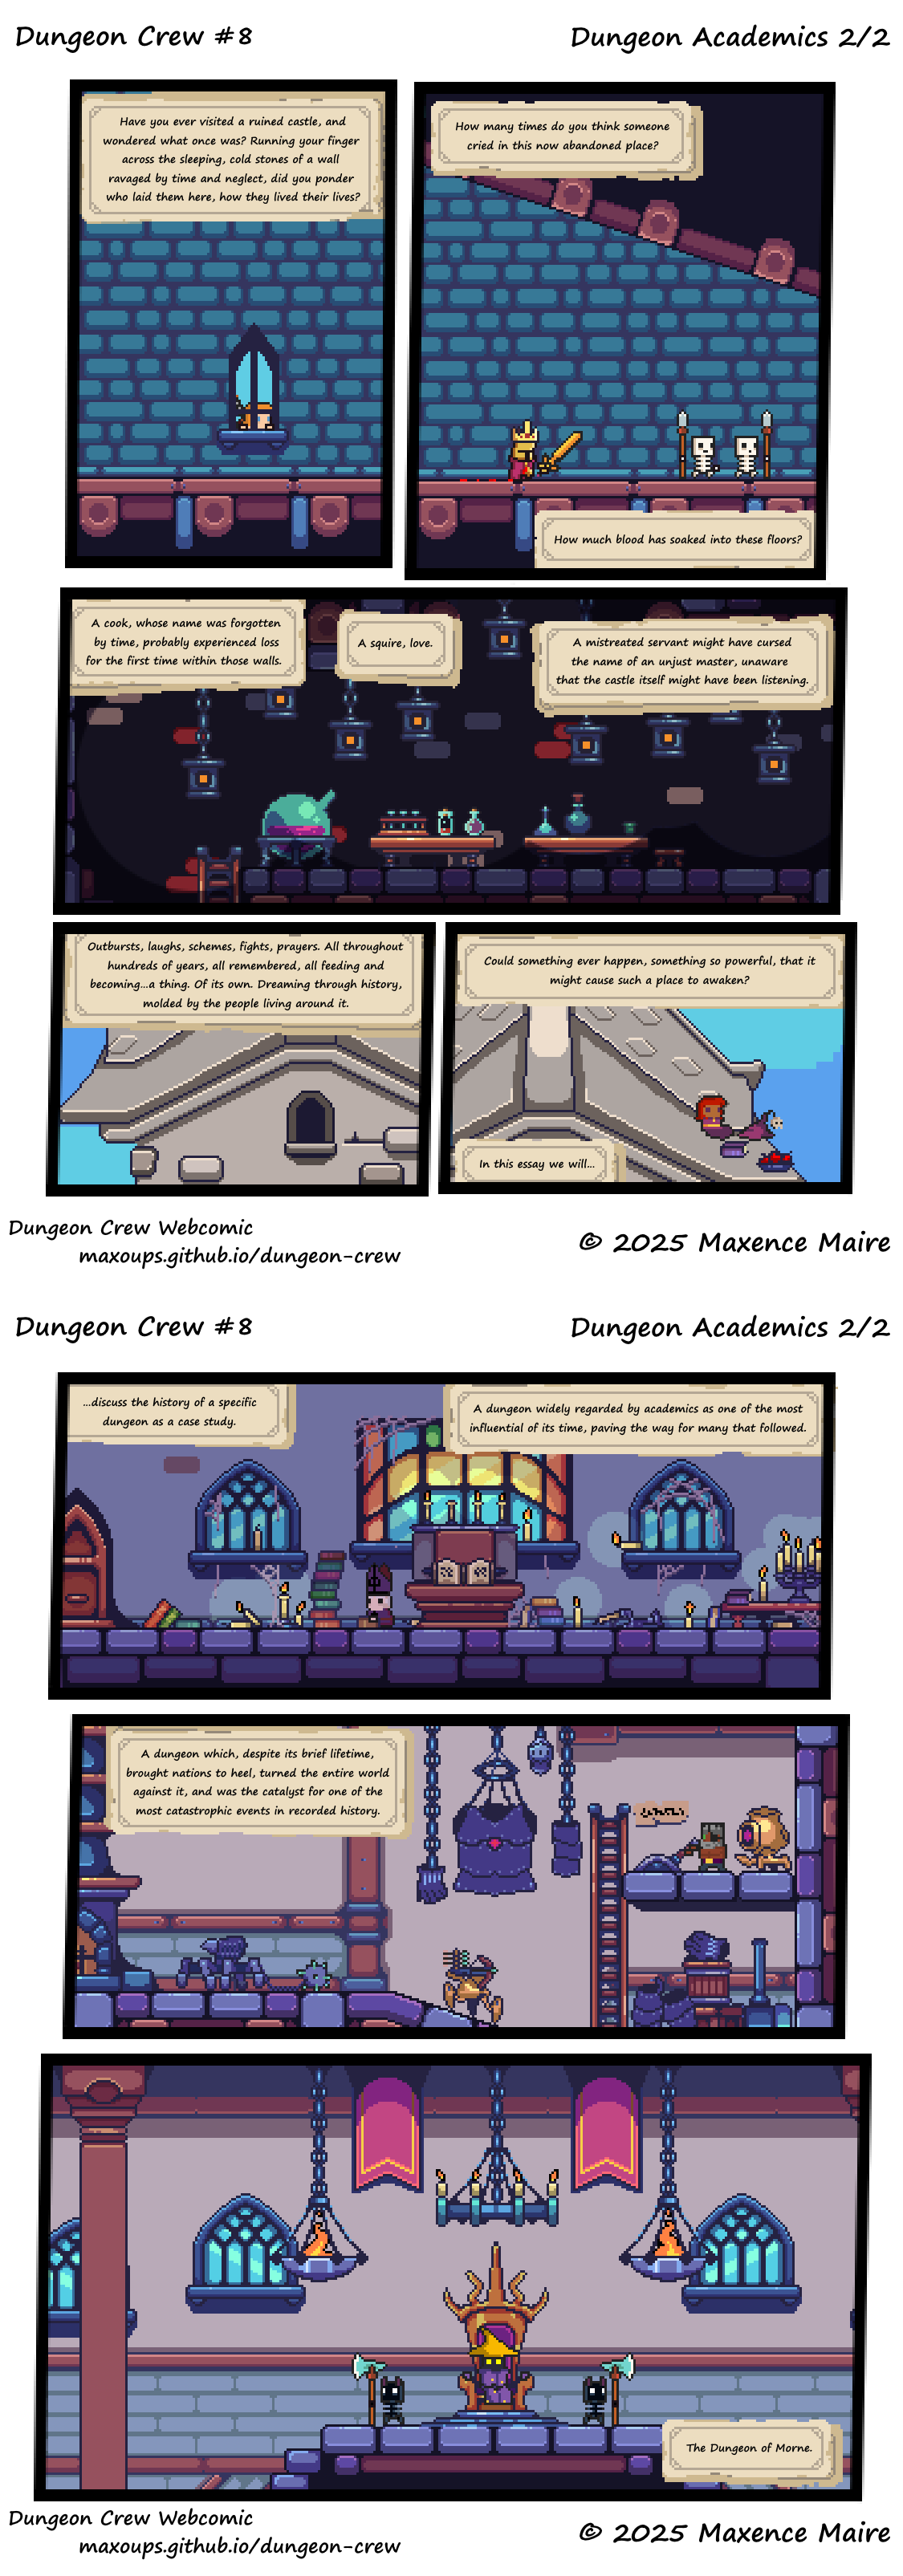 Dungeon Crew #8
Dungeon Academics 2/2
Have you ever visited a ruined castle, and
wondered what once was? Running your finger
across the sleeping, cold stones of a wall
ravaged by time and neglect, did you ponder
who laid them here, how they lived their lives?
How many times do you think someone
cried in this now abandoned place?
How much blood has soaked into these floors?
A cook, whose name was forgotten
by time, probably experienced loss
for the first time within those walls.
A squire, love.
A mistreated servant might have cursed
the name of an unjust master, unaware
that the castle itself might have been listening.
Outbursts, laughs, schemes, fights, prayers. All throughout
hundreds of years, all remembered, all feeding and
becoming...a thing. Of its own. Dreaming through history,
molded by the people living around it.
Could something ever happen, something so powerful, that it
might cause such a place to awaken?
In this essay we will...
Dungeon Crew Webcomic
maxoups.github.io/dungeon-crew
© 2025 Maxence Maire
Dungeon Crew #8
Dungeon Academics 2/2
...discuss the history of a specific
dungeon as a case study.
A dungeon widely regarded by academics as one of the most
influential of its time, paving the way for many that followed.
A dungeon which, despite its brief lifetime,
brought nations to heel, turned the entire world
against it, and was the catalyst for one of the
most catastrophic events in recorded history.
The Dungeon of Morne.
Dungeon Crew Webcomic
maxoups.github.io/dungeon-crew
© 2025 Maxence Maire